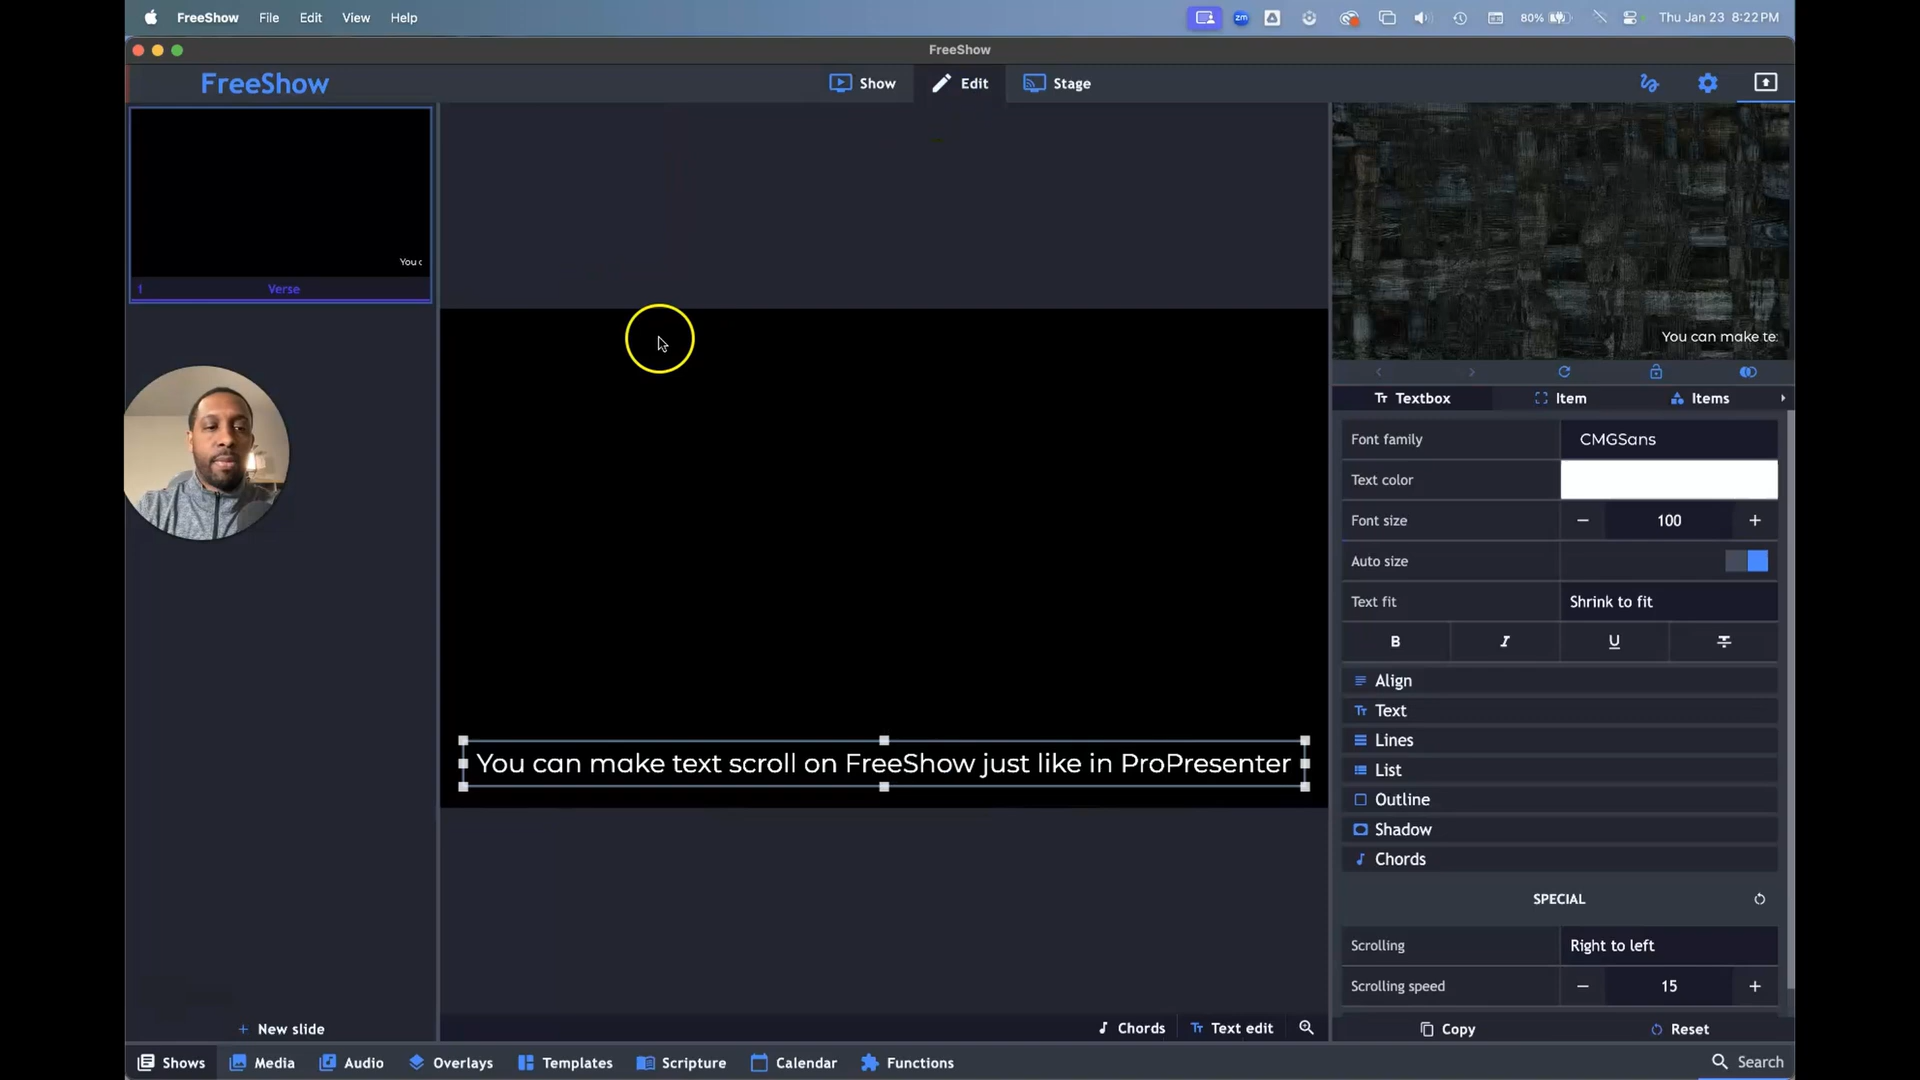 FreeShow File Edit View Help
zm 80% Thu Jan 23 8:22 PM
FreeShow
FreeShow
Show Edit Stage
You c
1 Verse
You can make te
Textbox Item Items
Font family CMGSans
Text color
Font size 100
Auto size
Text fit Shrink to fit
B I U
Align
Text
Lines
List
Outline
Shadow
Chords
SPECIAL
Scrolling Right to left
Scrolling speed 15
Copy Reset
You can make text scroll on FreeShow just like in ProPresenter
+ New slide
Chords Text edit
Shows Media Audio Overlays Templates Scripture Calendar Functions
Search